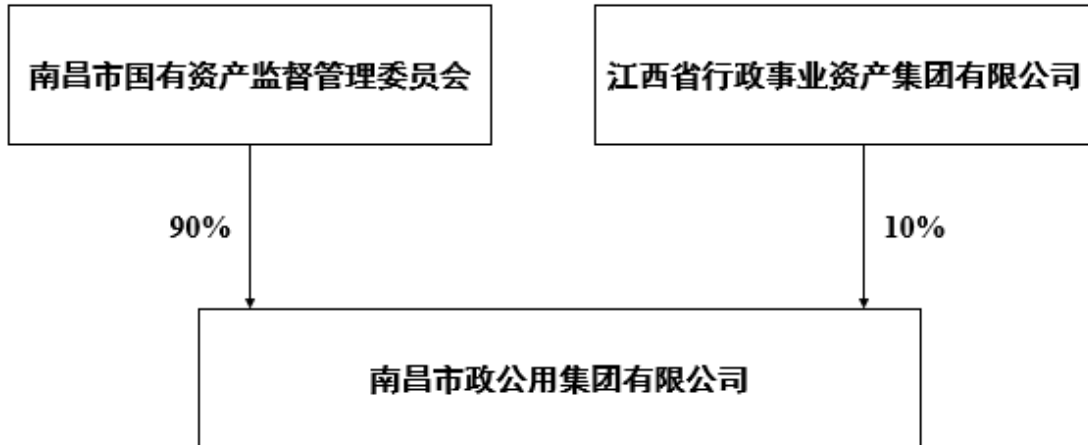 南昌市国有资产监督管理委员会
江西省行政事业资产集团有限公司
90%
10%
南昌市政公用集团有限公司